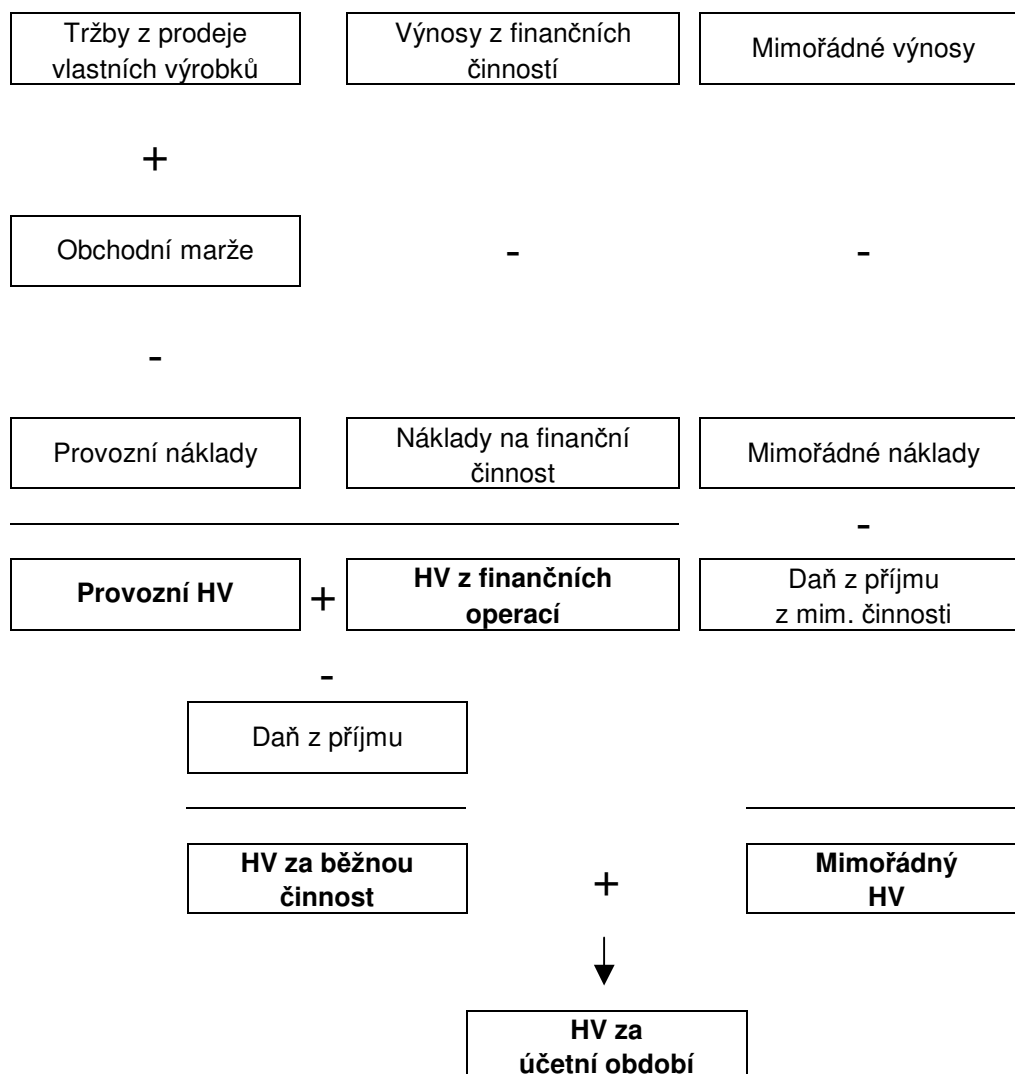 Tržby z prodeje
vlastních výrobků
Výnosy z finančních
činností
Mimořádné výnosy
+
Obchodní marže
-
-
-
Provozní náklady
Náklady na finanční
činnost
Mimořádné náklady
-
Provozní HV
+
HV z finančních
operací
Daň z příjmu
z mim. činnosti
-
Daň z příjmu
HV za běžnou
činnost
+
Mimořádný
HV
HV za
účetní období